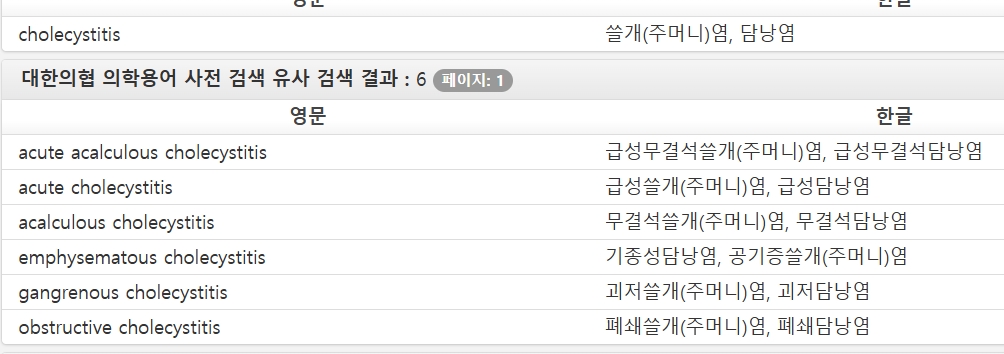 영문 한글
cholecystitis 쓸개(주머니)염, 담낭염
대한의협 의학용어 사전 검색 유사 검색 결과 : 6 페이지: 1
영문 한글
acute acalculous cholecystitis 급성무결석쓸개(주머니)염, 급성무결석담낭염
acute cholecystitis 급성쓸개(주머니)염, 급성담낭염
acalculous cholecystitis 무결석쓸개(주머니)염, 무결석담낭염
emphysematous cholecystitis 기종성담낭염, 공기증쓸개(주머니)염
gangrenous cholecystitis 괴저쓸개(주머니)염, 괴저담낭염
obstructive cholecystitis 폐쇄쓸개(주머니)염, 폐쇄담낭염